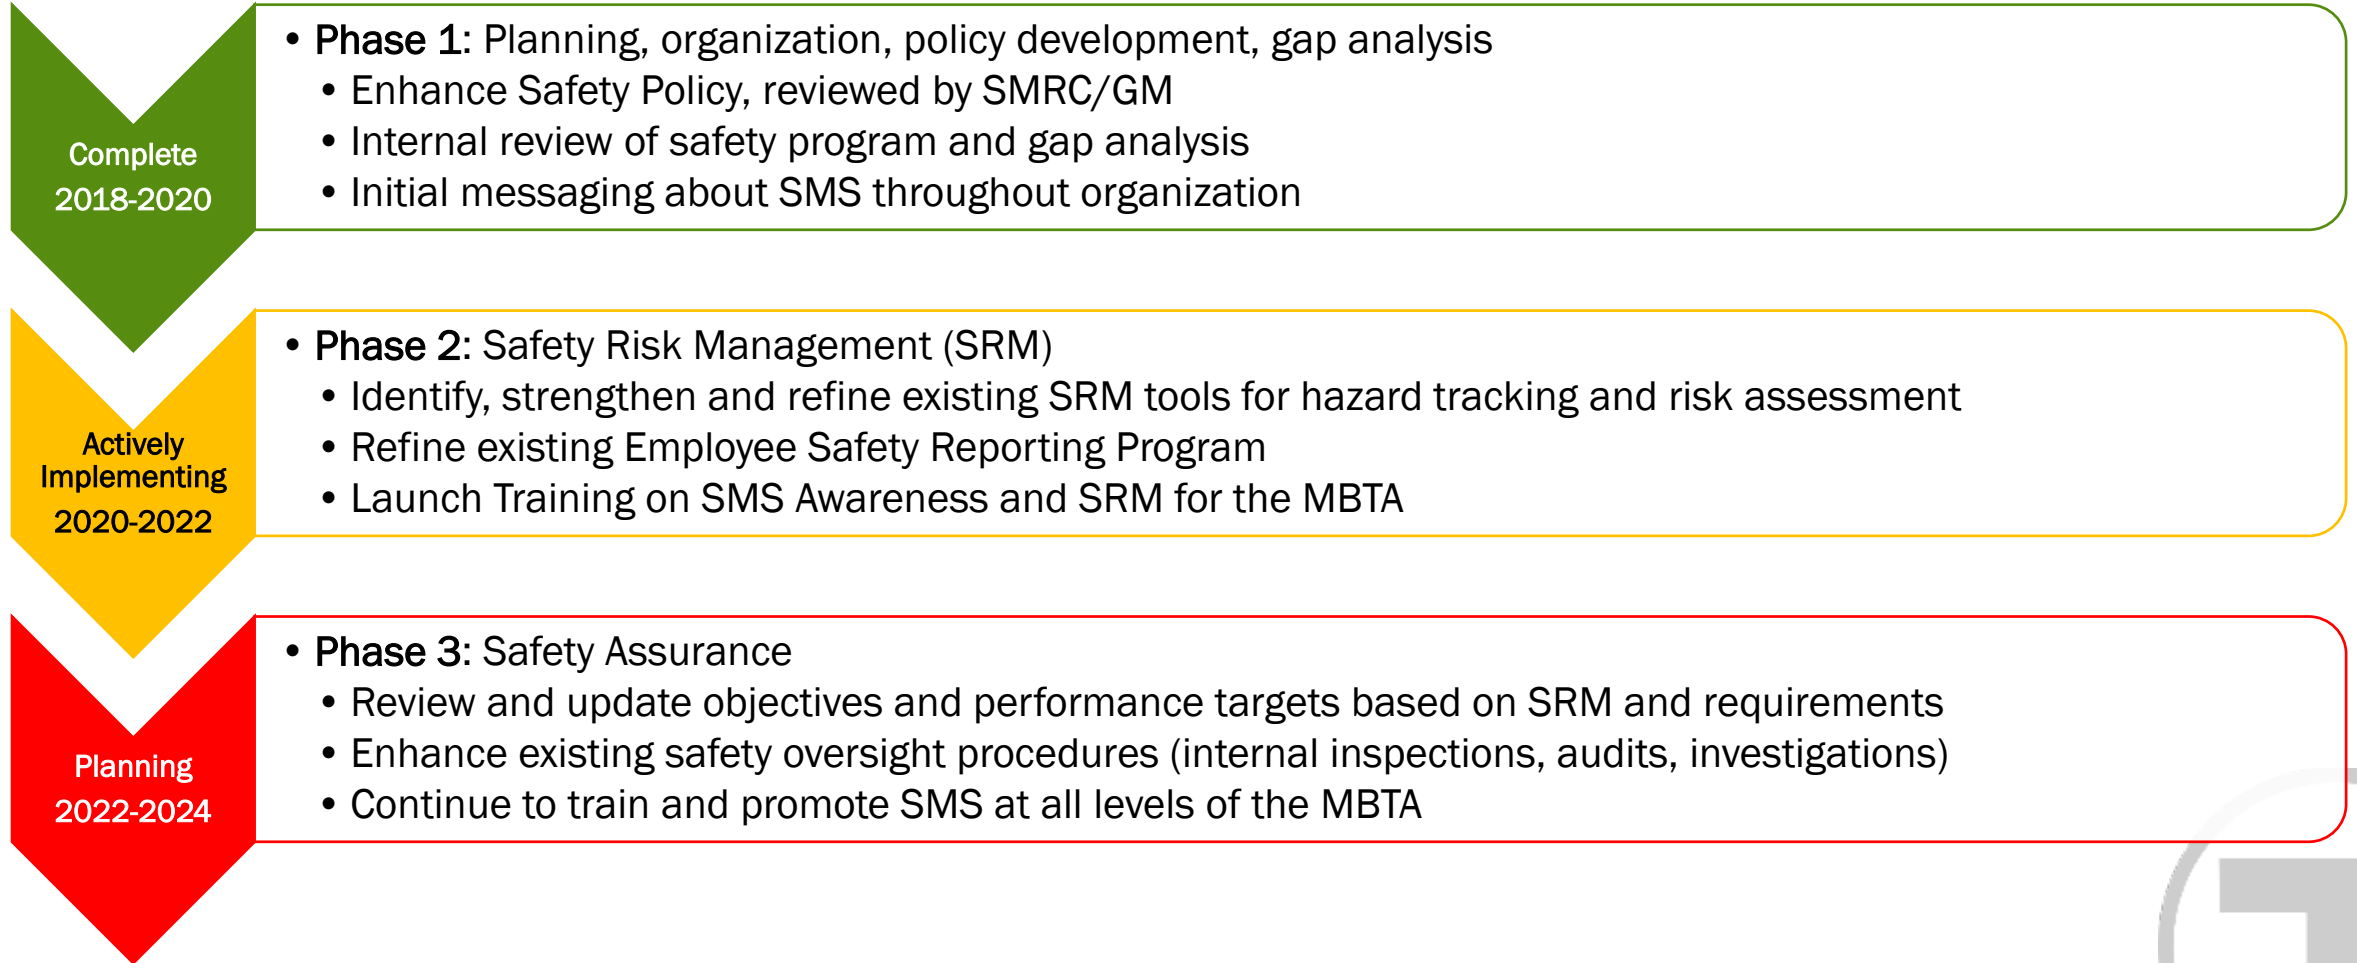 Complete
2018-2020
• Phase 1: Planning, organization, policy development, gap analysis
• Enhance Safety Policy, reviewed by SMRC/GM
• Internal review of safety program and gap analysis
• Initial messaging about SMS throughout organization
Actively
Implementing
2020-2022
• Phase 2: Safety Risk Management (SRM)
• Identify, strengthen and refine existing SRM tools for hazard tracking and risk assessment
• Refine existing Employee Safety Reporting Program
• Launch Training on SMS Awareness and SRM for the MBTA
Planning
2022-2024
• Phase 3: Safety Assurance
• Review and update objectives and performance targets based on SRM and requirements
• Enhance existing safety oversight procedures (internal inspections, audits, investigations)
• Continue to train and promote SMS at all levels of the MBTA